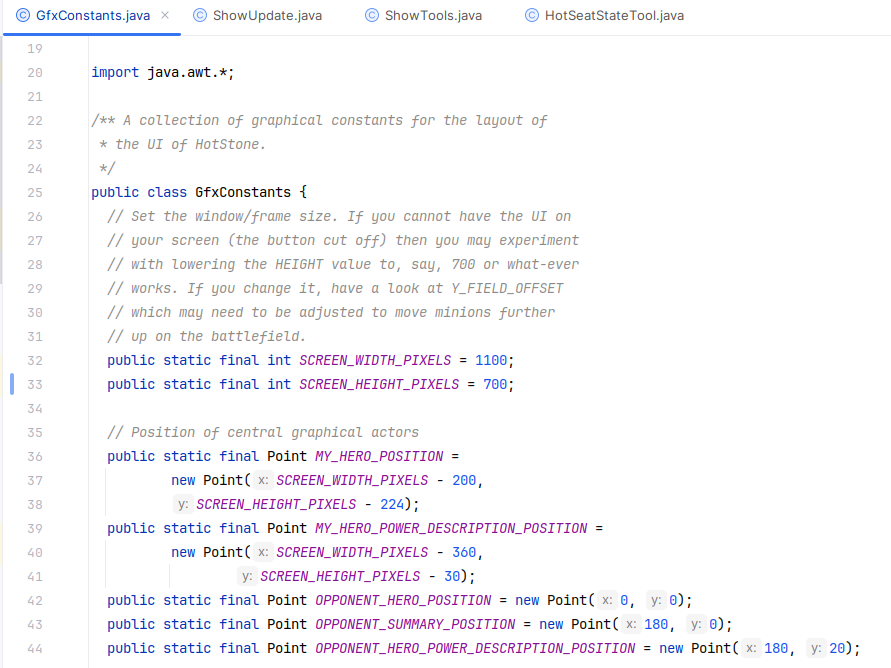 GfxConstants.java × ShowUpdate.java ShowTools.java HotSeatStateTool.java
19
20 import java.awt.*;
21
22 /** A collection of graphical constants for the layout of
23 * the UI of HotStone.
24 */
25 public class GfxConstants {
26 // Set the window/frame size. If you cannot have the UI on
27 // your screen (the button cut off) then you may experiment
28 // with lowering the HEIGHT value to, say, 700 or what-ever
29 // works. If you change it, have a look at Y_FIELD_OFFSET
30 // which may need to be adjusted to move minions further
31 // up on the battlefield.
32 public static final int SCREEN_WIDTH_PIXELS = 1100;
33 public static final int SCREEN_HEIGHT_PIXELS = 700;
34
35 // Position of central graphical actors
36 public static final Point MY_HERO_POSITION =
37 new Point( x: SCREEN_WIDTH_PIXELS - 200,
38 y: SCREEN_HEIGHT_PIXELS - 224);
39 public static final Point MY_HERO_POWER_DESCRIPTION_POSITION =
40 new Point( x: SCREEN_WIDTH_PIXELS - 360,
41 y: SCREEN_HEIGHT_PIXELS - 30);
42 public static final Point OPPONENT_HERO_POSITION = new Point( x: 0, y: 0);
43 public static final Point OPPONENT_SUMMARY_POSITION = new Point( x: 180, y: 0);
44 public static final Point OPPONENT_HERO_POWER_DESCRIPTION_POSITION = new Point( x: 180, y: 20);